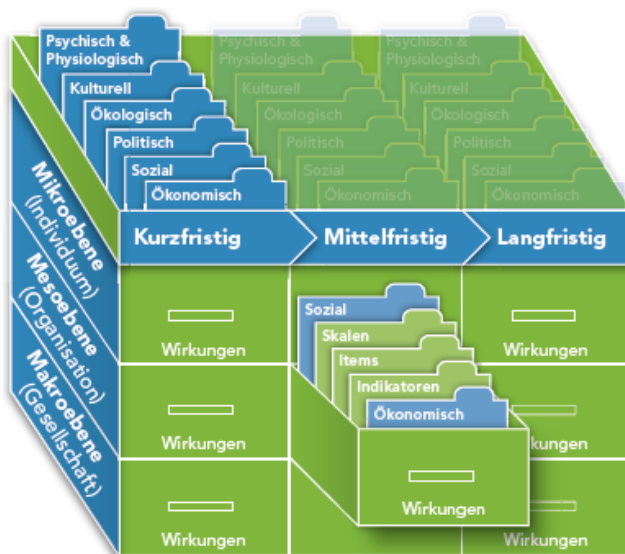 Psychisch &
Physiologisch
Kulturell
Ökologisch
Politisch
Sozial
Ökonomisch
Psychisch &
Physiologisch
Kulturell
Ökologisch
Politisch
Sozial
Ökonomisch
Psychisch &
Physiologisch
Kulturell
Ökologisch
Politisch
Sozial
Ökonomisch
Mikroebene
(Individuum)
Mesoebene
(Organisation)
Makroebene
(Gesellschaft)
Kurzfristig
Mittelfristig
Langfristig
Wirkungen
Sozial
Skalen
Items
Indikatoren
Ökonomisch
Wirkungen
Wirkungen
Wirkungen
Wirkungen
Wirkungen
Wirkungen
Wirkungen